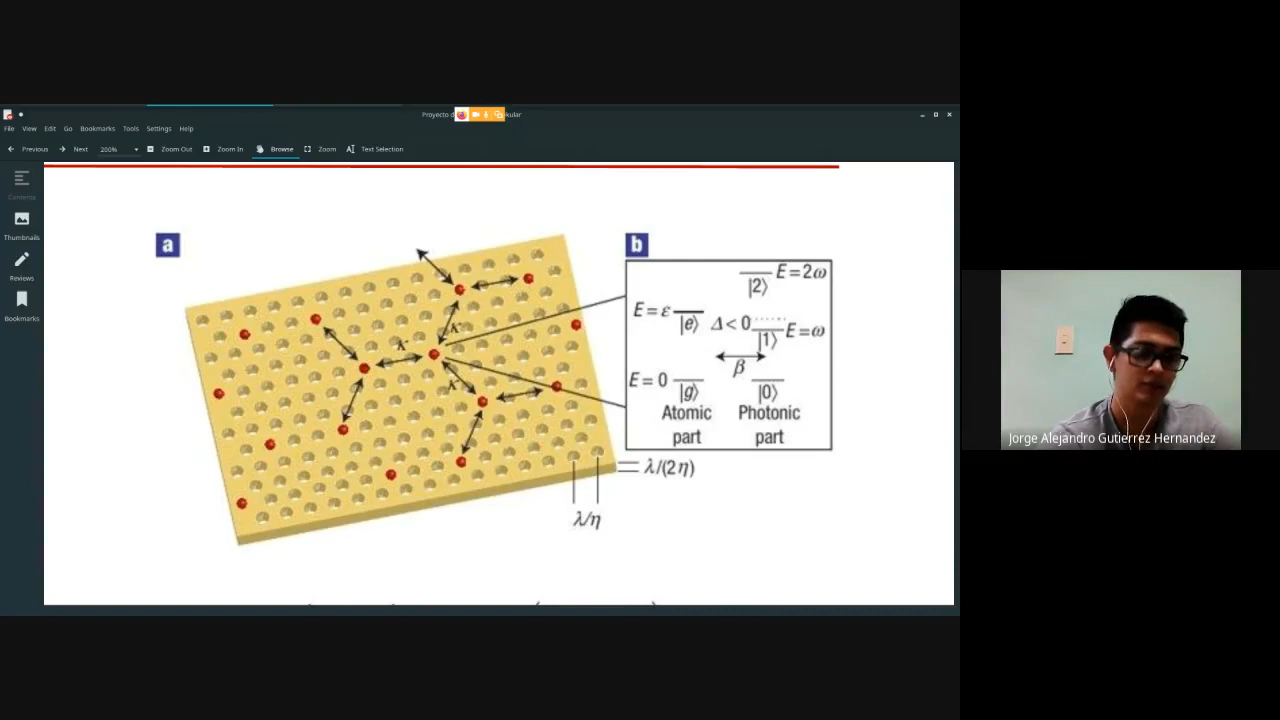 Proyecto d kular
File View Edit Go Bookmarks Tools Settings Help
Previous Next 200% Zoom Out Zoom In Browse Zoom Text Selection
Contents
Thumbnails
Reviews
Bookmarks
a
b
|2⟩ E=2ω
E=ε |e⟩ Δ<0 |1⟩ E=ω
β
E=0 |g⟩ |0⟩
Atomic Photonic
part part
κ
κ
κ
λ/(2η)
λ/η
Jorge Alejandro Gutierrez Hernandez